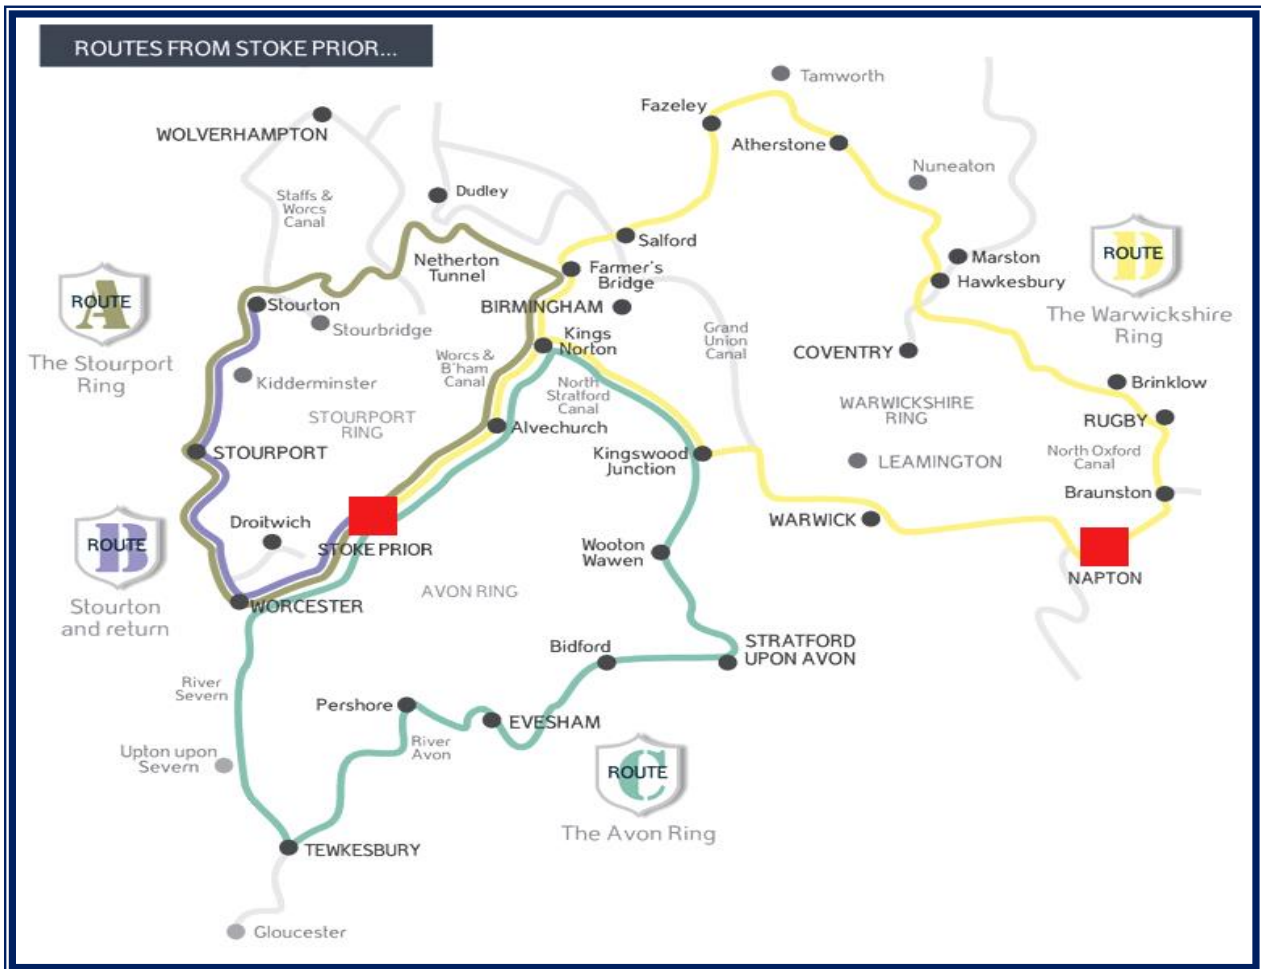 ROUTES FROM STOKE PRIOR...
Tamworth
Fazeley
WOLVERHAMPTON
Atherstone
Nuneaton
Dudley
Staffs &
Worcs
Canal
Salford
Netherton
Tunnel
Farmer's
Bridge
Marston
Hawkesbury
ROUTE
D
The Warwickshire
Ring
ROUTE
A
The Stourport
Ring
Stourton
Stourbridge
BIRMINGHAM
Kings
Norton
Grand
Union
Canal
COVENTRY
Worcs &
B'ham
Canal
Kidderminster
North
Stratford
Canal
Brinklow
STOURPORT
RING
WARWICKSHIRE
RING
RUGBY
Alvechurch
STOURPORT
Kingswood
Junction
LEAMINGTON
North Oxford
Canal
Braunston
Droitwich
WARWICK
STOKE PRIOR
ROUTE
B
Stourton
and return
Wooton
Wawen
NAPTON
AVON RING
WORCESTER
Bidford
STRATFORD
UPON AVON
River
Severn
Pershore
EVESHAM
River
Avon
Upton upon
Severn
ROUTE
C
The Avon Ring
TEWKESBURY
Gloucester